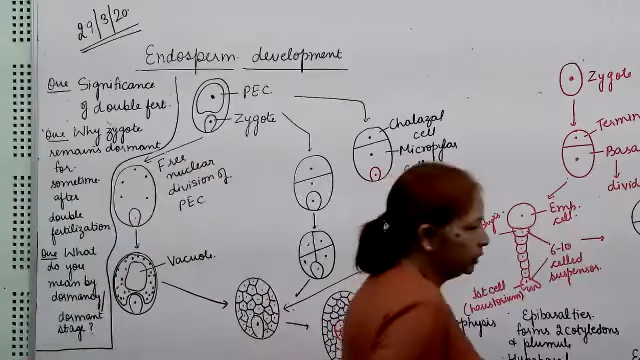 29/3/20
Endosperm development
Que Significance
of double fert.
Que Why zygote
remains dormant
for
sometime
after
double
fertilization
Que What
do you
mean by
dormancy/
dormant
stage?
PEC
Zygote
Free
nuclear
division of
PEC
Vacuole
Chalazal
cell
Micropylar
Zygote
Termin
Basa
divid
Emb.
cell
6-10
celled
suspensor
1st cell
(haustorium)
physis
Epibasal tier
forms 2 cotyledons
& plumule